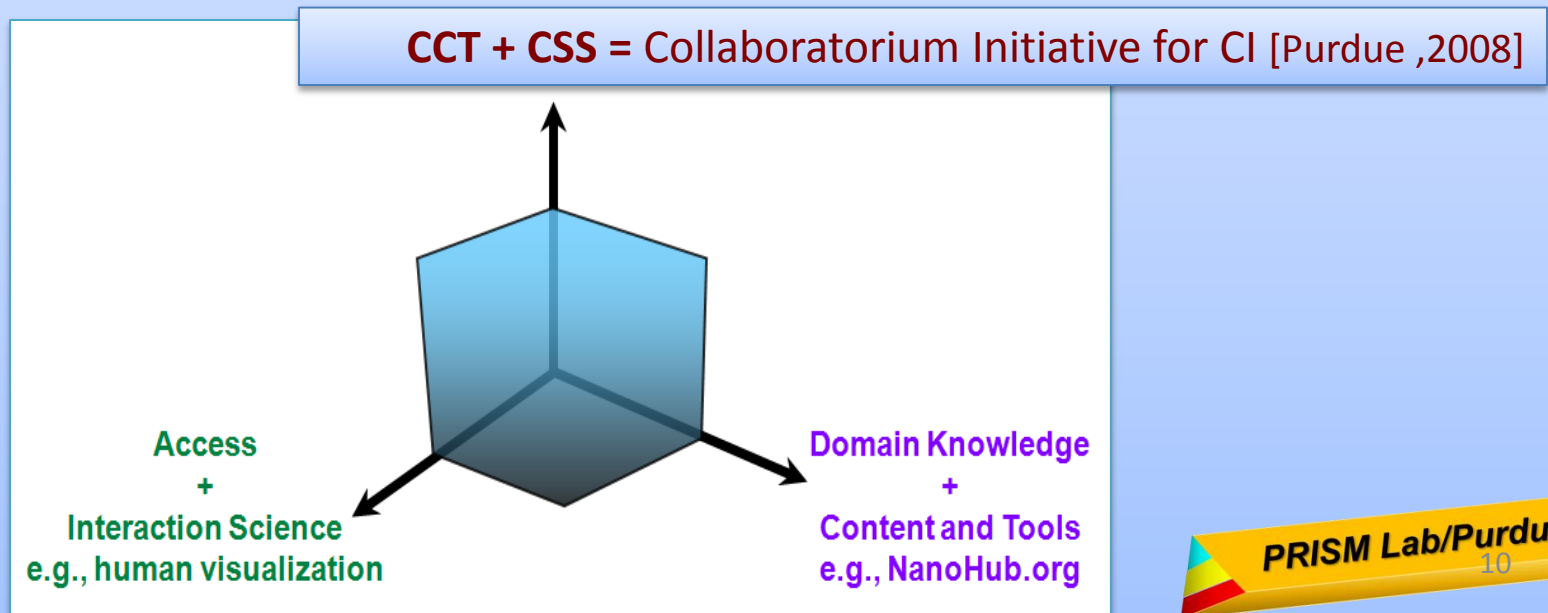 CCT + CSS = Collaboratorium Initiative for CI [Purdue ,2008]
Access
+
Interaction Science
e.g., human visualization
Domain Knowledge
+
Content and Tools
e.g., NanoHub.org
PRISM Lab/Purdu
10